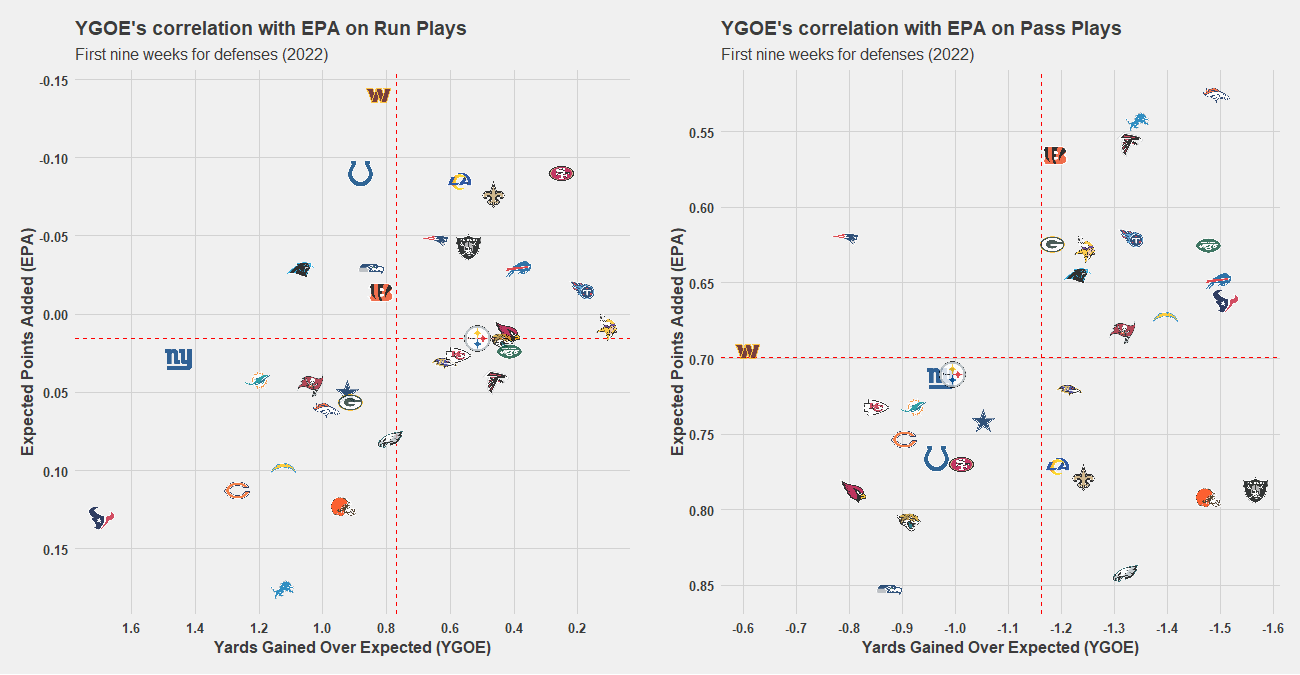 YGOE's correlation with EPA on Run Plays
First nine weeks for defenses (2022)
-0.15
-0.10
-0.05
0.00
0.05
0.10
0.15
Expected Points Added (EPA)
1.6 1.4 1.2 1.0 0.8 0.6 0.4 0.2
Yards Gained Over Expected (YGOE)
YGOE's correlation with EPA on Pass Plays
First nine weeks for defenses (2022)
0.55
0.60
0.65
0.70
0.75
0.80
0.85
Expected Points Added (EPA)
-0.6 -0.7 -0.8 -0.9 -1.0 -1.1 -1.2 -1.3 -1.4 -1.5 -1.6
Yards Gained Over Expected (YGOE)